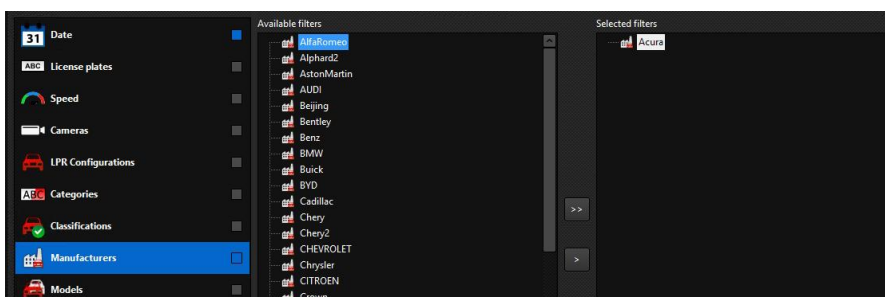 31 Date
ABC License plates
Speed
Cameras
LPR Configurations
ABC Categories
Classifications
Manufacturers
Models
Available filters
AlfaRomeo
Alphard2
AstonMartin
AUDI
Beijing
Bentley
Benz
BMW
Buick
BYD
Cadillac
Chery
Chery2
CHEVROLET
Chrysler
CITROEN
Crown
>>
>
Selected filters
Acura